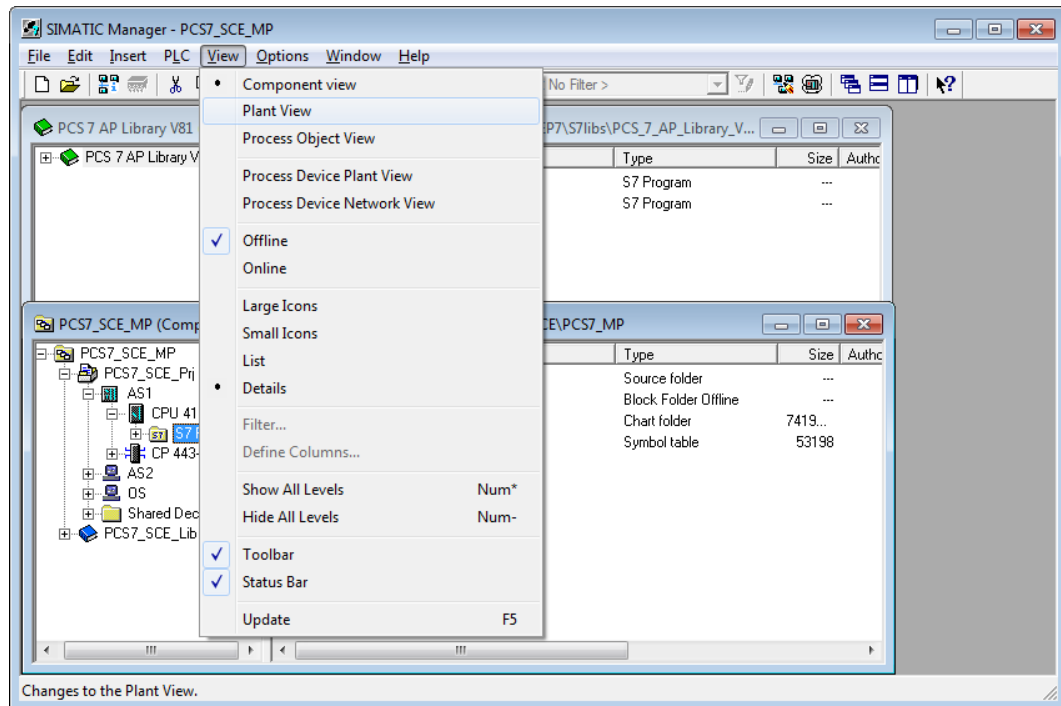 SIMATIC Manager - PCS7_SCE_MP
File Edit Insert PLC View Options Window Help
No Filter >
Component view
Plant View
Process Object View
Process Device Plant View
Process Device Network View
Offline
Online
Large Icons
Small Icons
List
Details
Filter...
Define Columns...
Show All Levels Num*
Hide All Levels Num-
Toolbar
Status Bar
Update F5
PCS 7 AP Library V81
EP7\S7libs\PCS_7_AP_Library_V...
PCS 7 AP Library V
Type Size Autho
S7 Program ---
S7 Program ---
PCS7_SCE_MP (Comp
CE\PCS7_MP
PCS7_SCE_MP
PCS7_SCE_Prj
AS1
CPU 41
S7
CP 443-
AS2
OS
Shared Dec
PCS7_SCE_Lib
Type Size Autho
Source folder ---
Block Folder Offline ---
Chart folder 7419...
Symbol table 53198
Changes to the Plant View.